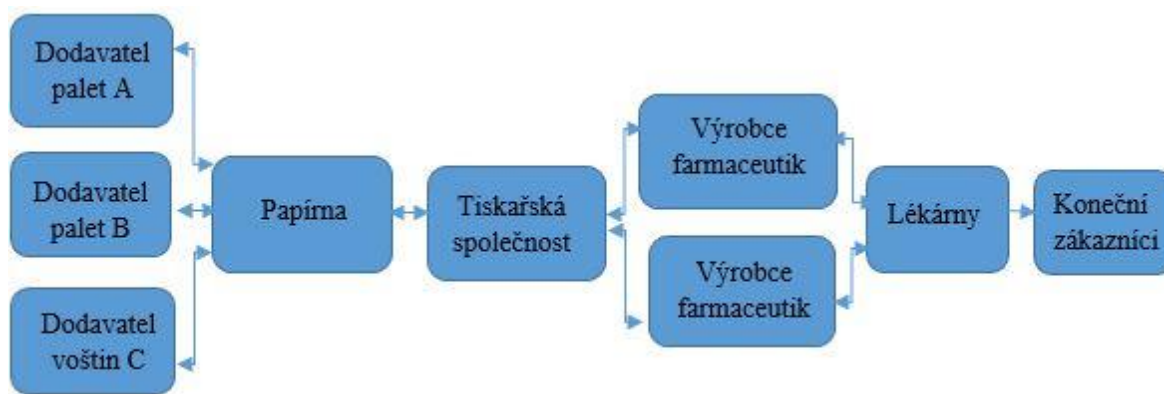 Dodavatel
palet A
Dodavatel
palet B
Dodavatel
voštin C
Papírna
Tiskařská
společnost
Výrobce
farmaceutik
Výrobce
farmaceutik
Lékárny
Koneční
zákazníci